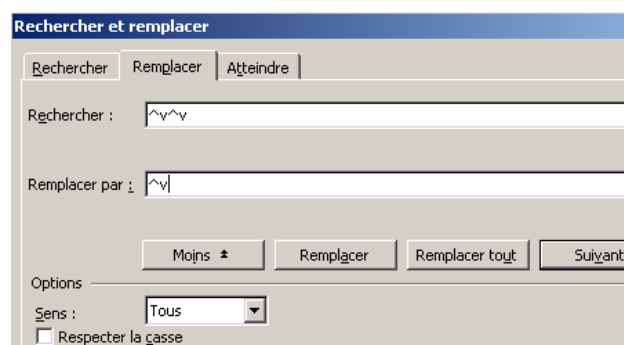 Rechercher et remplacer
Rechercher Remplacer Atteindre
Rechercher : ^v^v
Remplacer par : ^v
Moins Remplacer Remplacer tout Suivant
Options
Sens : Tous
Respecter la casse